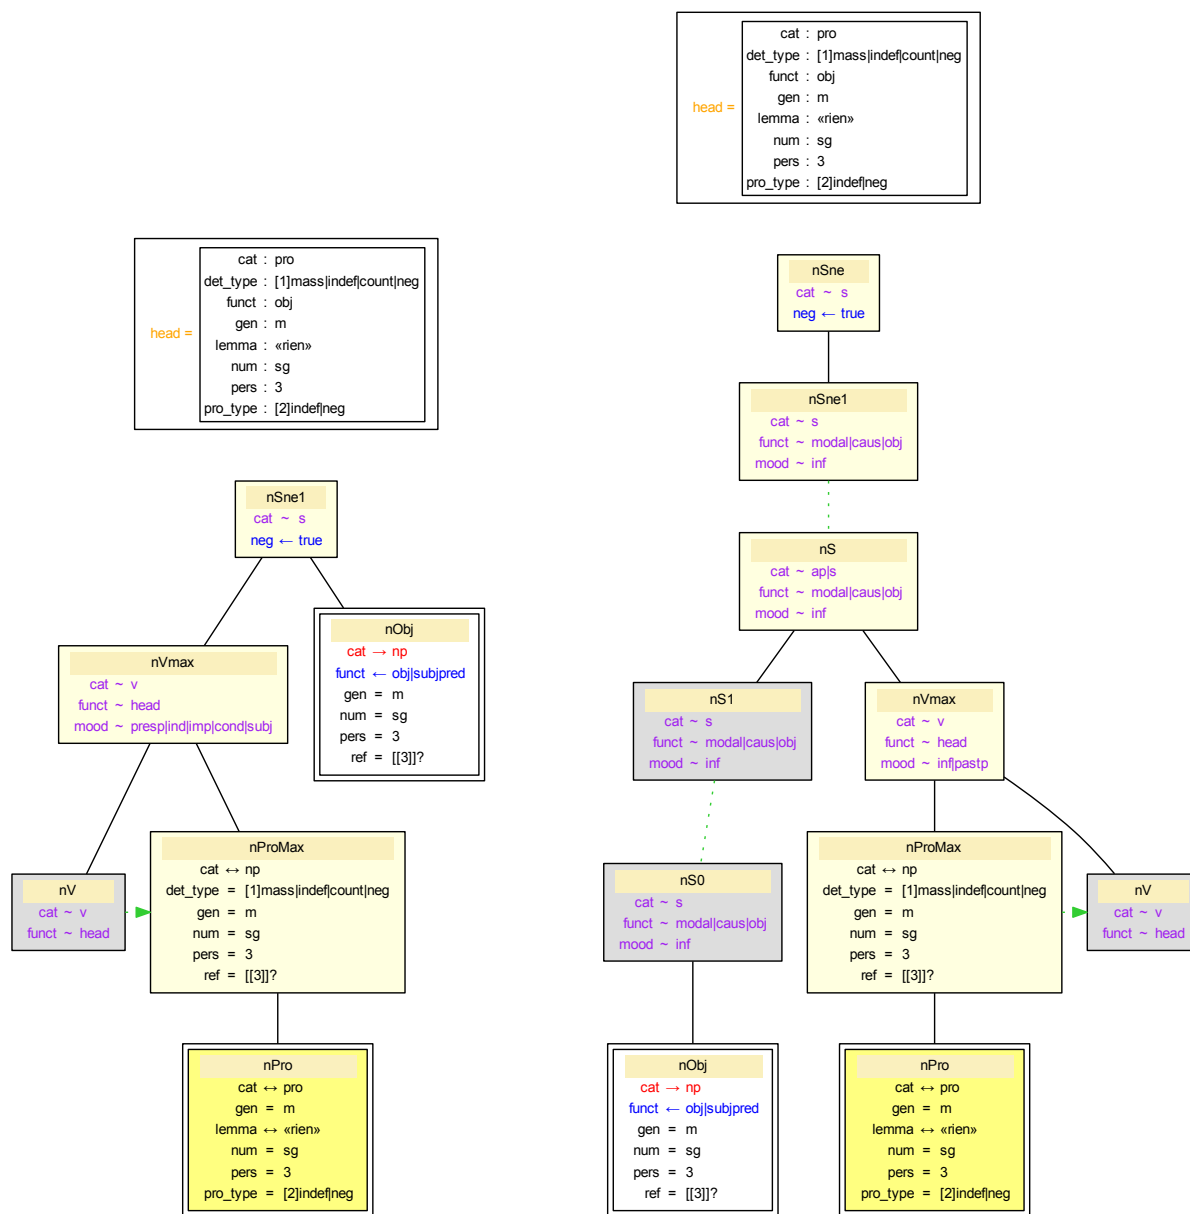 head =
cat : pro
det_type : [1]mass|indef|count|neg
funct : obj
gen : m
lemma : «rien»
num : sg
pers : 3
pro_type : [2]indef|neg
nSne1
cat ~ s
neg ← true
nVmax
cat ~ v
funct ~ head
mood ~ presp|ind|imp|cond|subj
nObj
cat → np
funct ← obj|subjpred
gen = m
num = sg
pers = 3
ref = [[3]]?
nV
cat ~ v
funct ~ head
nProMax
cat ↔ np
det_type = [1]mass|indef|count|neg
gen = m
num = sg
pers = 3
ref = [[3]]?
nPro
cat ↔ pro
gen = m
lemma ↔ «rien»
num = sg
pers = 3
pro_type = [2]indef|neg
head =
cat : pro
det_type : [1]mass|indef|count|neg
funct : obj
gen : m
lemma : «rien»
num : sg
pers : 3
pro_type : [2]indef|neg
nSne
cat ~ s
neg ← true
nSne1
cat ~ s
funct ~ modal|caus|obj
mood ~ inf
nS
cat ~ ap|s
funct ~ modal|caus|obj
mood ~ inf
nS1
cat ~ s
funct ~ modal|caus|obj
mood ~ inf
nVmax
cat ~ v
funct ~ head
mood ~ inf|pastp
nS0
cat ~ s
funct ~ modal|caus|obj
mood ~ inf
nProMax
cat ↔ np
det_type = [1]mass|indef|count|neg
gen = m
num = sg
pers = 3
ref = [[3]]?
nV
cat ~ v
funct ~ head
nObj
cat → np
funct ← obj|subjpred
gen = m
num = sg
pers = 3
ref = [[3]]?
nPro
cat ↔ pro
gen = m
lemma ↔ «rien»
num = sg
pers = 3
pro_type = [2]indef|neg